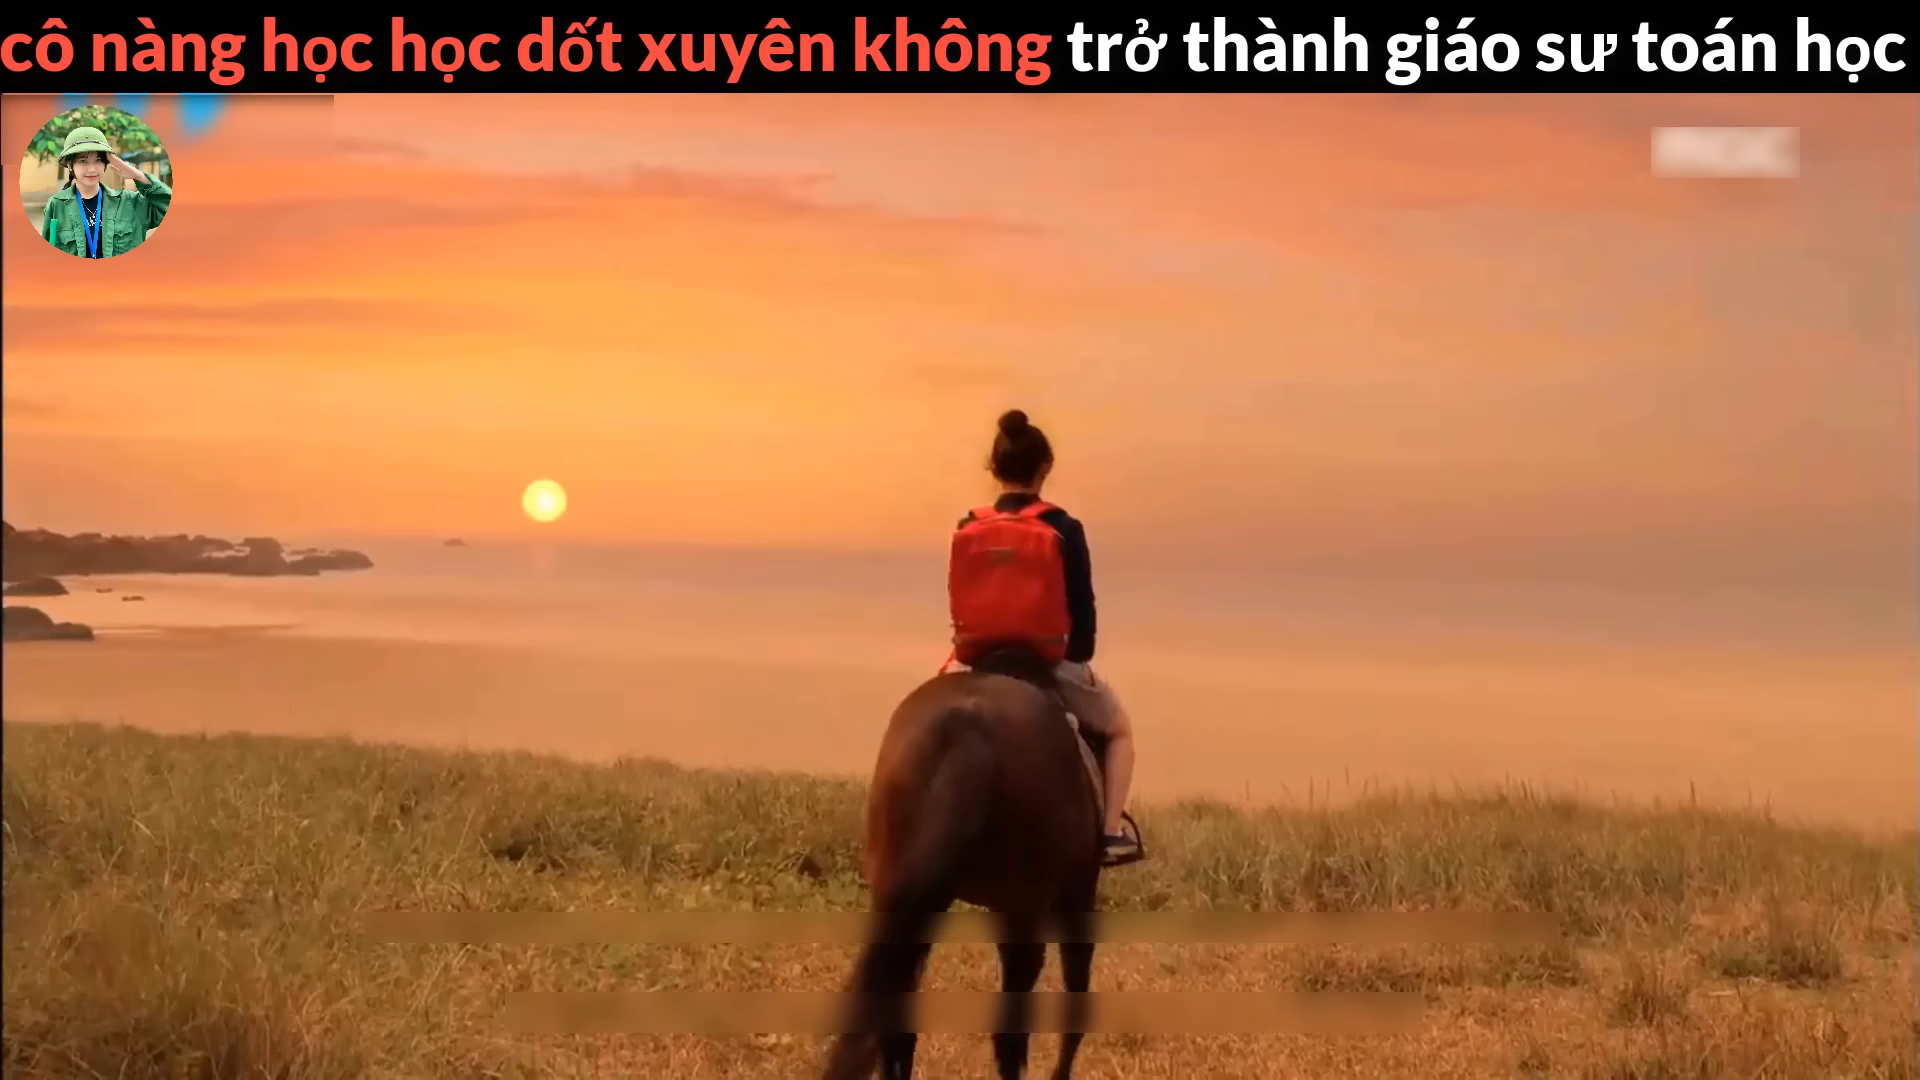 cô nàng học học dốt xuyên không trở thành giáo sư toán học